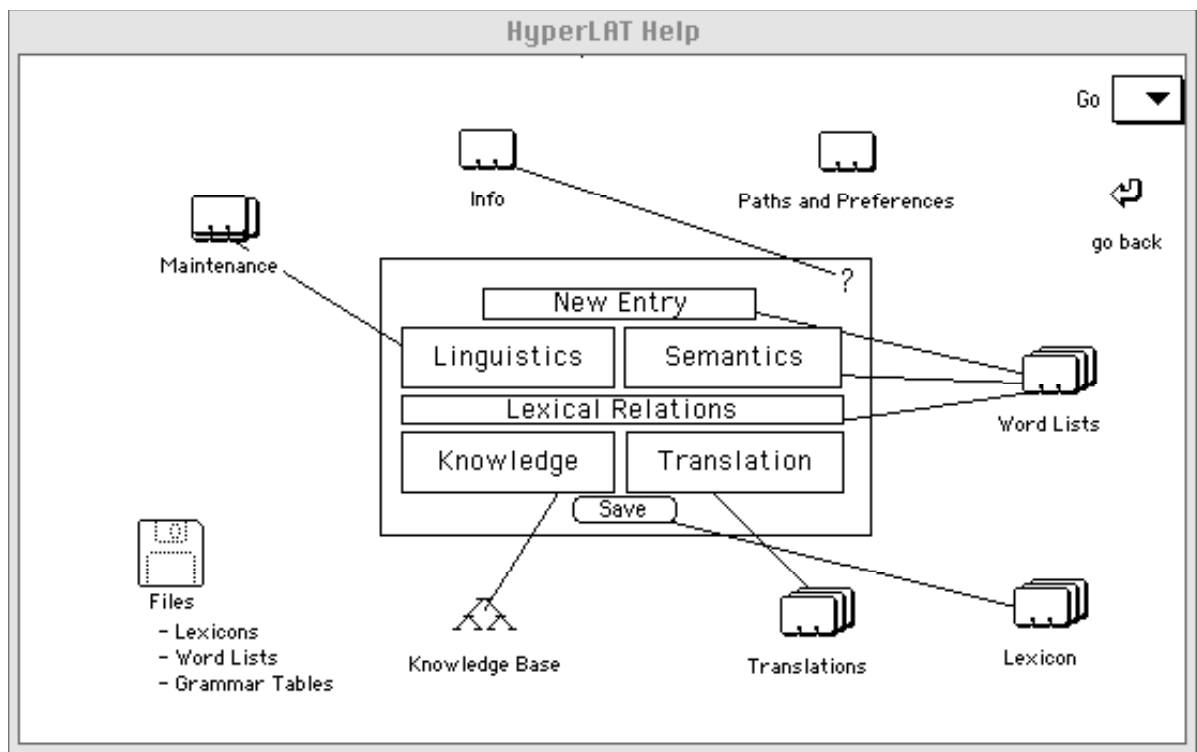 HyperLAT Help
Go
Info
Paths and Preferences
go back
Maintenance
?
New Entry
Linguistics
Semantics
Lexical Relations
Word Lists
Knowledge
Translation
Save
Files
- Lexicons
- Word Lists
- Grammar Tables
Knowledge Base
Translations
Lexicon